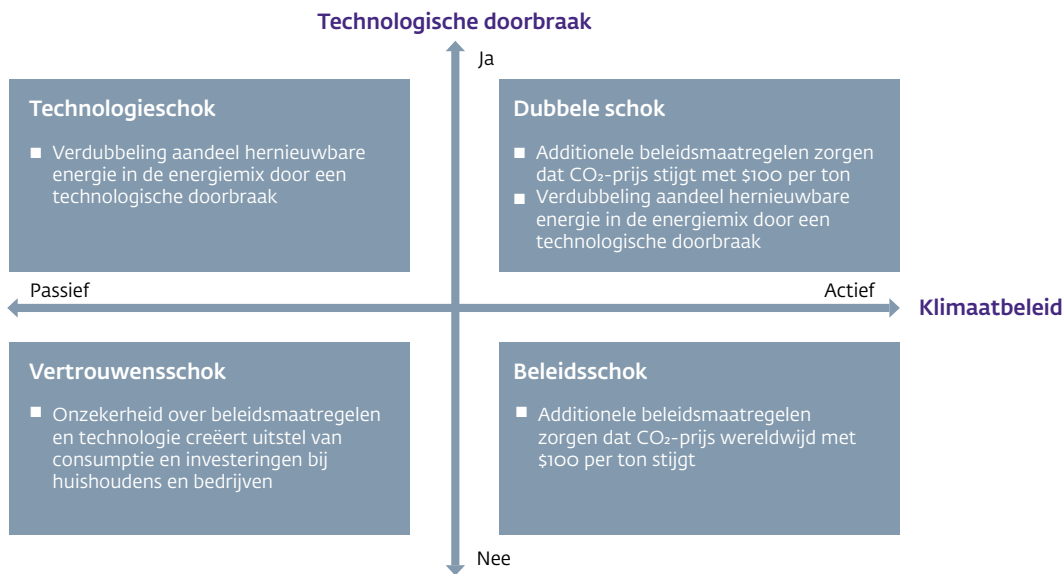 Technologische doorbraak
Ja
Technologieschok
■ Verdubbeling aandeel hernieuwbare
energie in de energiemix door een
technologische doorbraak
Dubbele schok
■ Additionele beleidsmaatregelen zorgen
dat CO₂-prijs stijgt met $100 per ton
■ Verdubbeling aandeel hernieuwbare
energie in de energiemix door een
technologische doorbraak
Passief
Actief
Klimaatbeleid
Vertrouwensschok
■ Onzekerheid over beleidsmaatregelen
en technologie creëert uitstel van
consumptie en investeringen bij
huishoudens en bedrijven
Beleidsschok
■ Additionele beleidsmaatregelen
zorgen dat CO₂-prijs wereldwijd met
$100 per ton stijgt
Nee